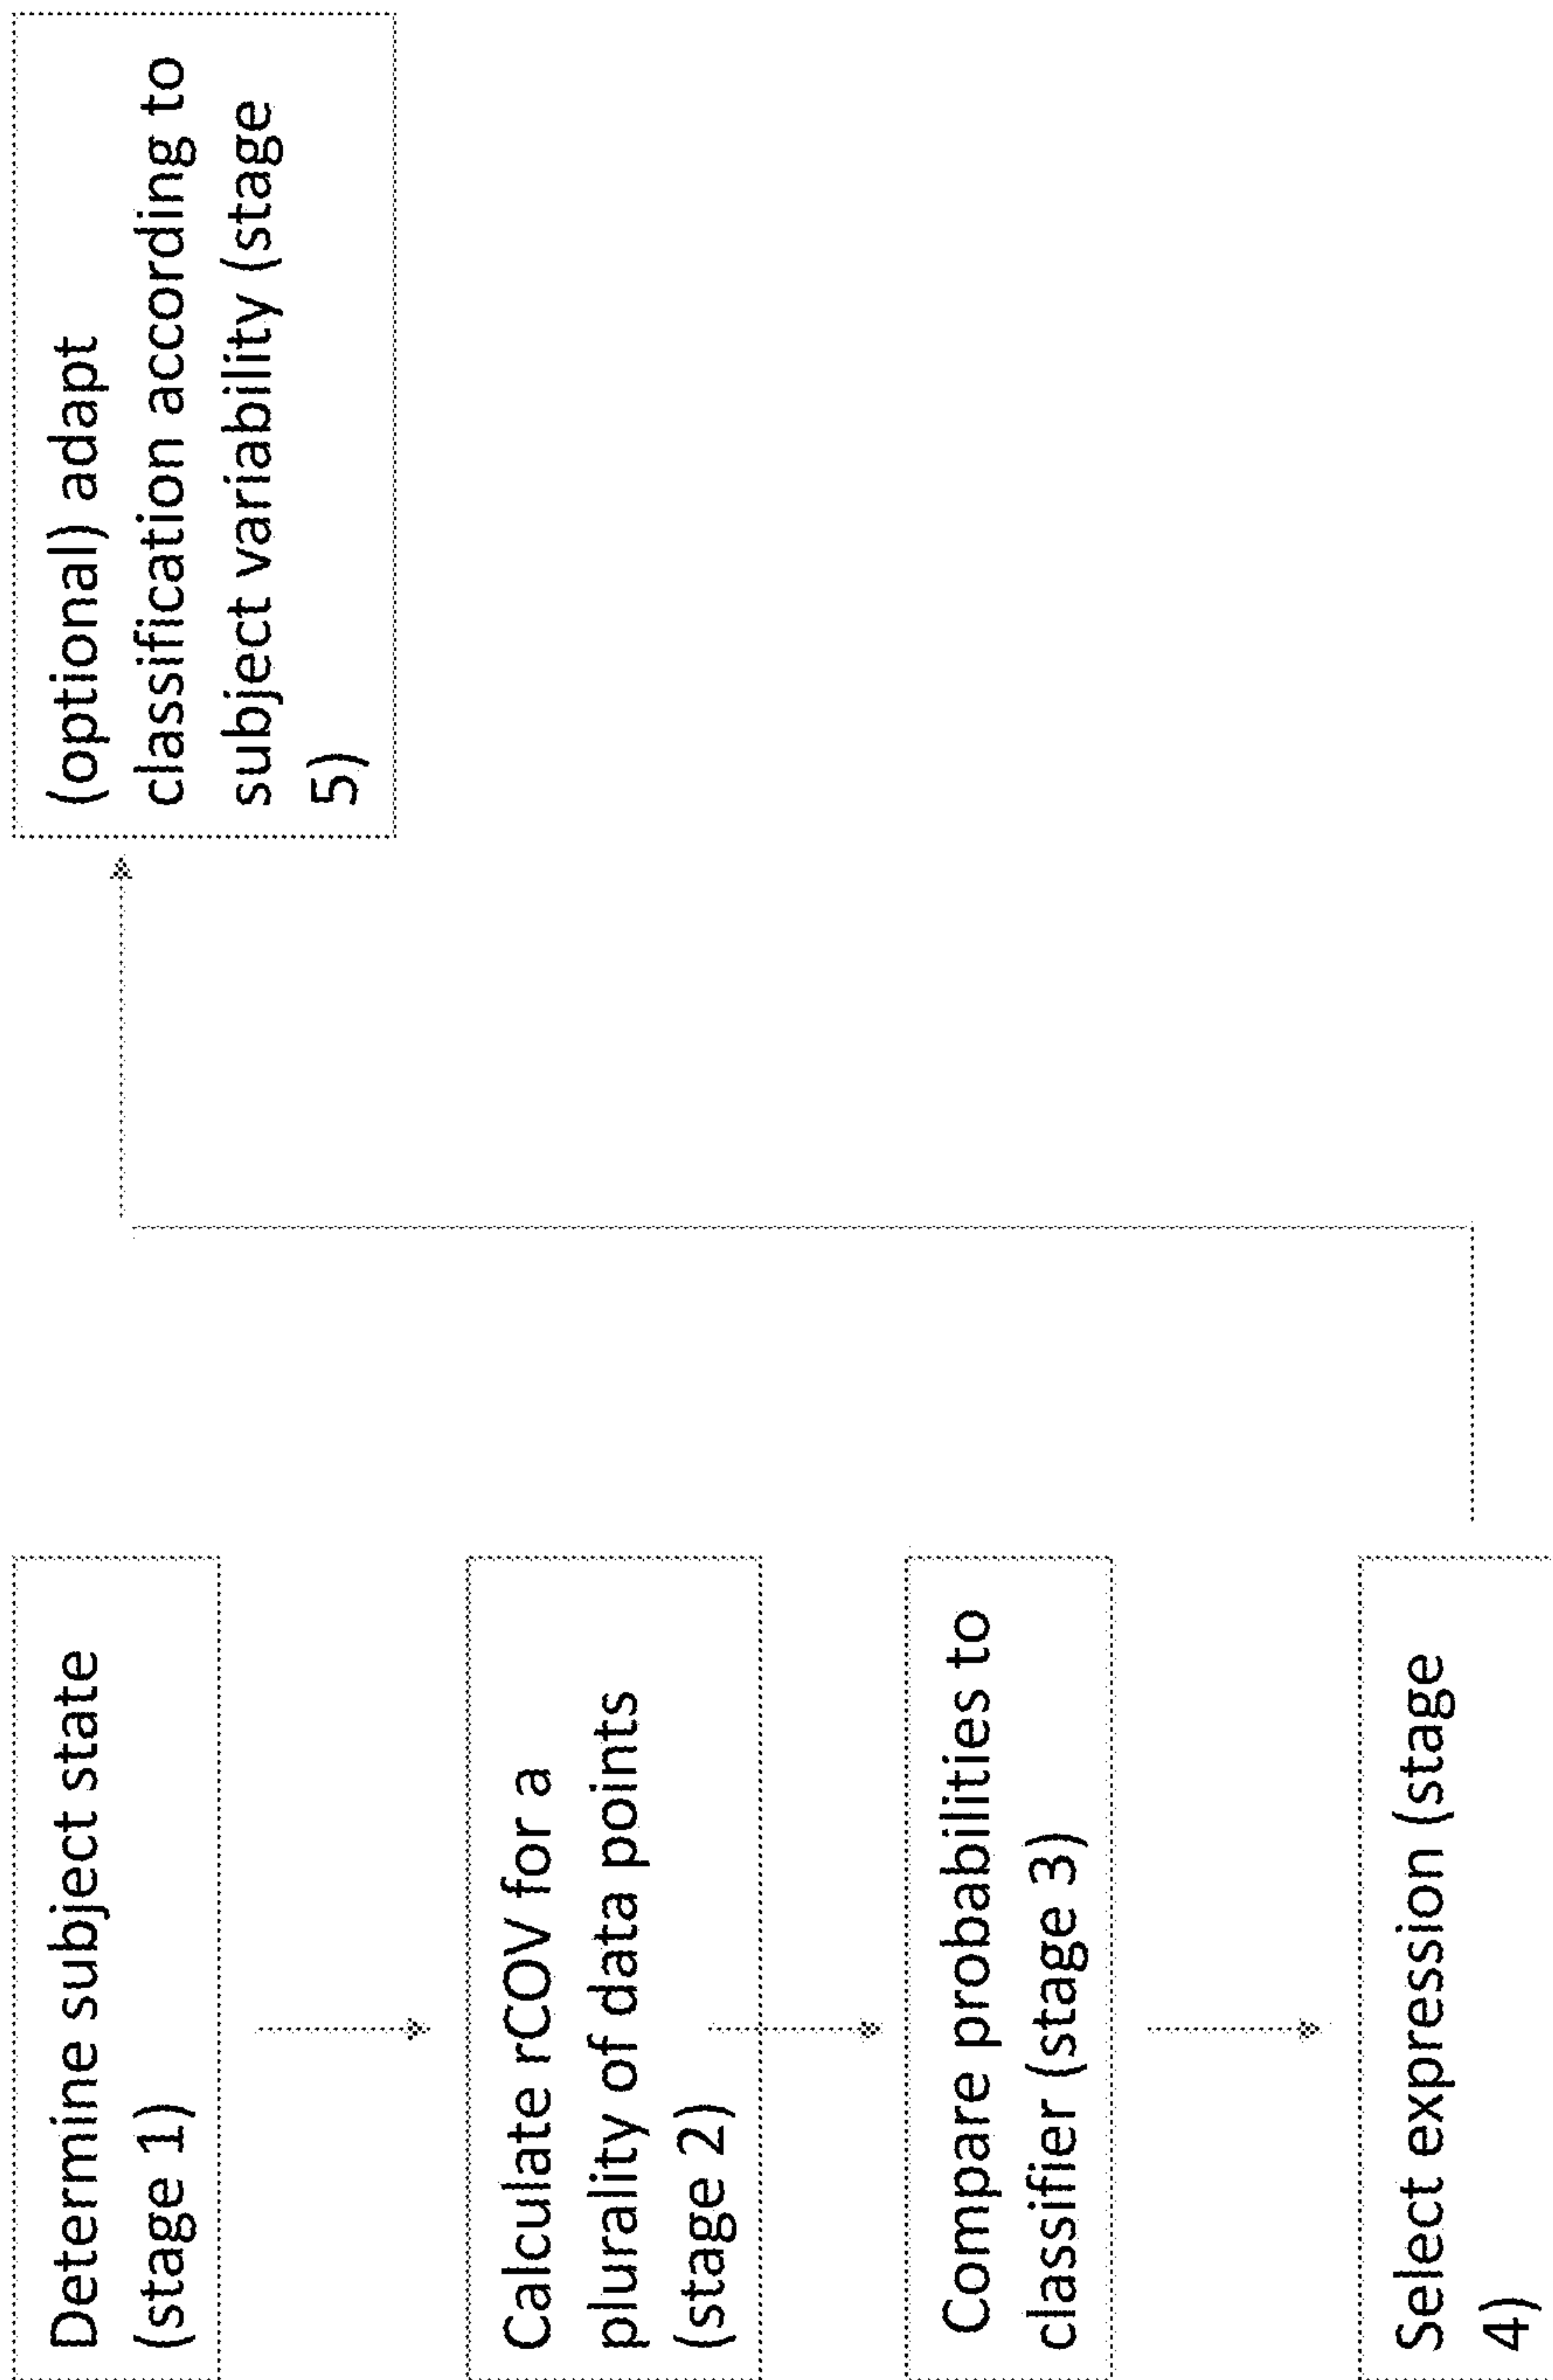 Determine subject state
(stage 1)
Calculate rCOV for a
plurality of data points
(stage 2)
Compare probabilities to
classifier (stage 3)
Select expression (stage
4)
(optional) adapt
classification according to
subject variability (stage
5)